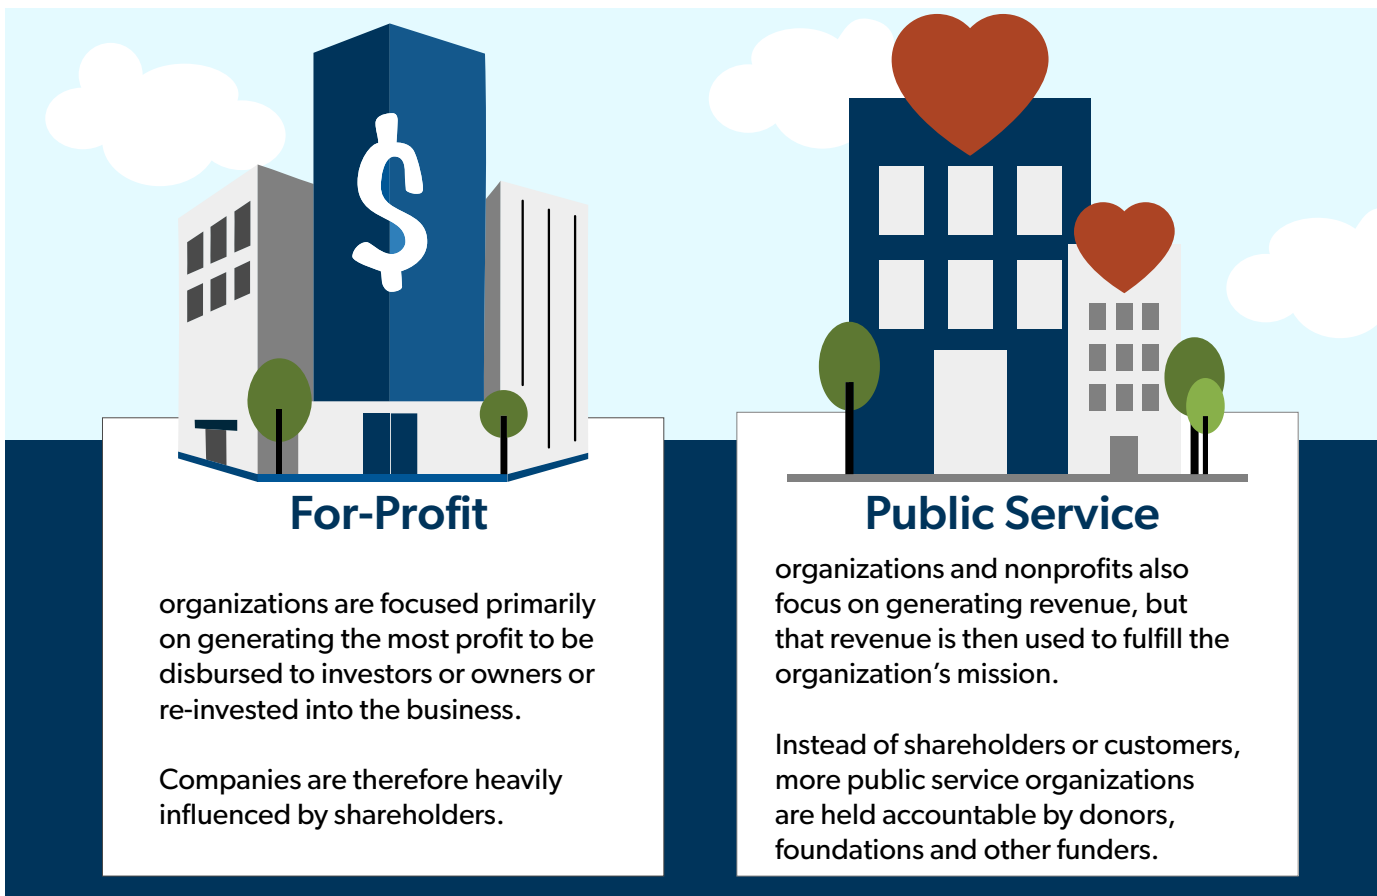 $
For-Profit
organizations are focused primarily
on generating the most profit to be
disbursed to investors or owners or
re-invested into the business.
Companies are therefore heavily
influenced by shareholders.
Public Service
organizations and nonprofits also
focus on generating revenue, but
that revenue is then used to fulfill the
organization’s mission.
Instead of shareholders or customers,
more public service organizations
are held accountable by donors,
foundations and other funders.